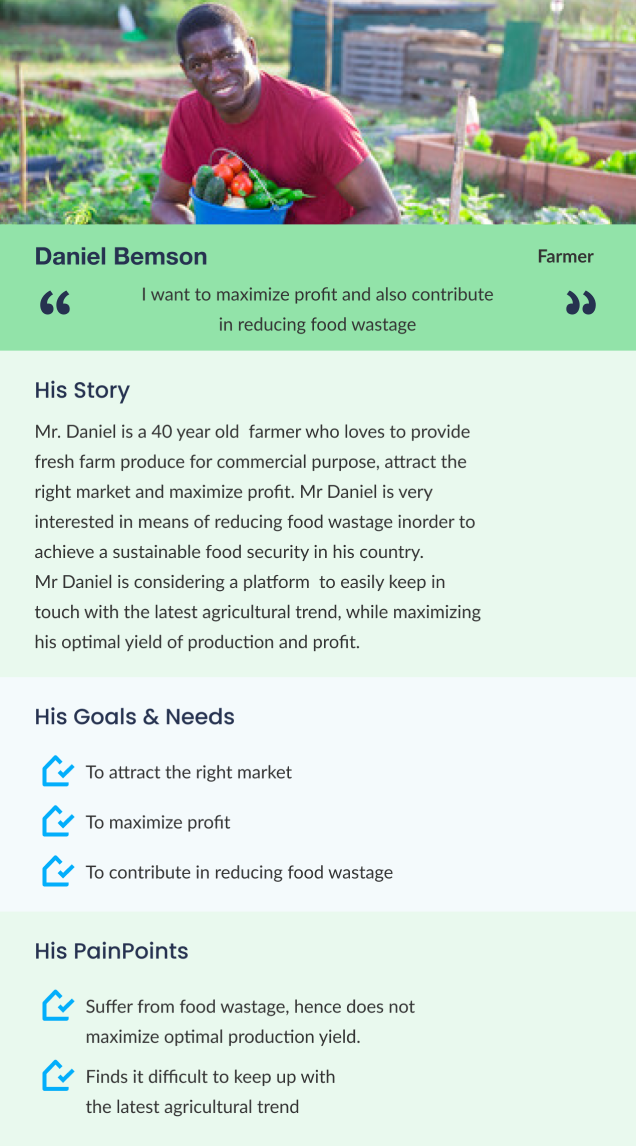 Daniel Bemson
Farmer
“ I want to maximize profit and also contribute ”
in reducing food wastage
His Story
Mr. Daniel is a 40 year old  farmer who loves to provide
fresh farm produce for commercial purpose, attract the
right market and maximize profit. Mr Daniel is very
interested in means of reducing food wastage inorder to
achieve a sustainable food security in his country.
Mr Daniel is considering a platform  to easily keep in
touch with the latest agricultural trend, while maximizing
his optimal yield of production and profit.
His Goals & Needs
To attract the right market
To maximize profit
To contribute in reducing food wastage
His PainPoints
Suffer from food wastage, hence does not
maximize optimal production yield.
Finds it difficult to keep up with
the latest agricultural trend